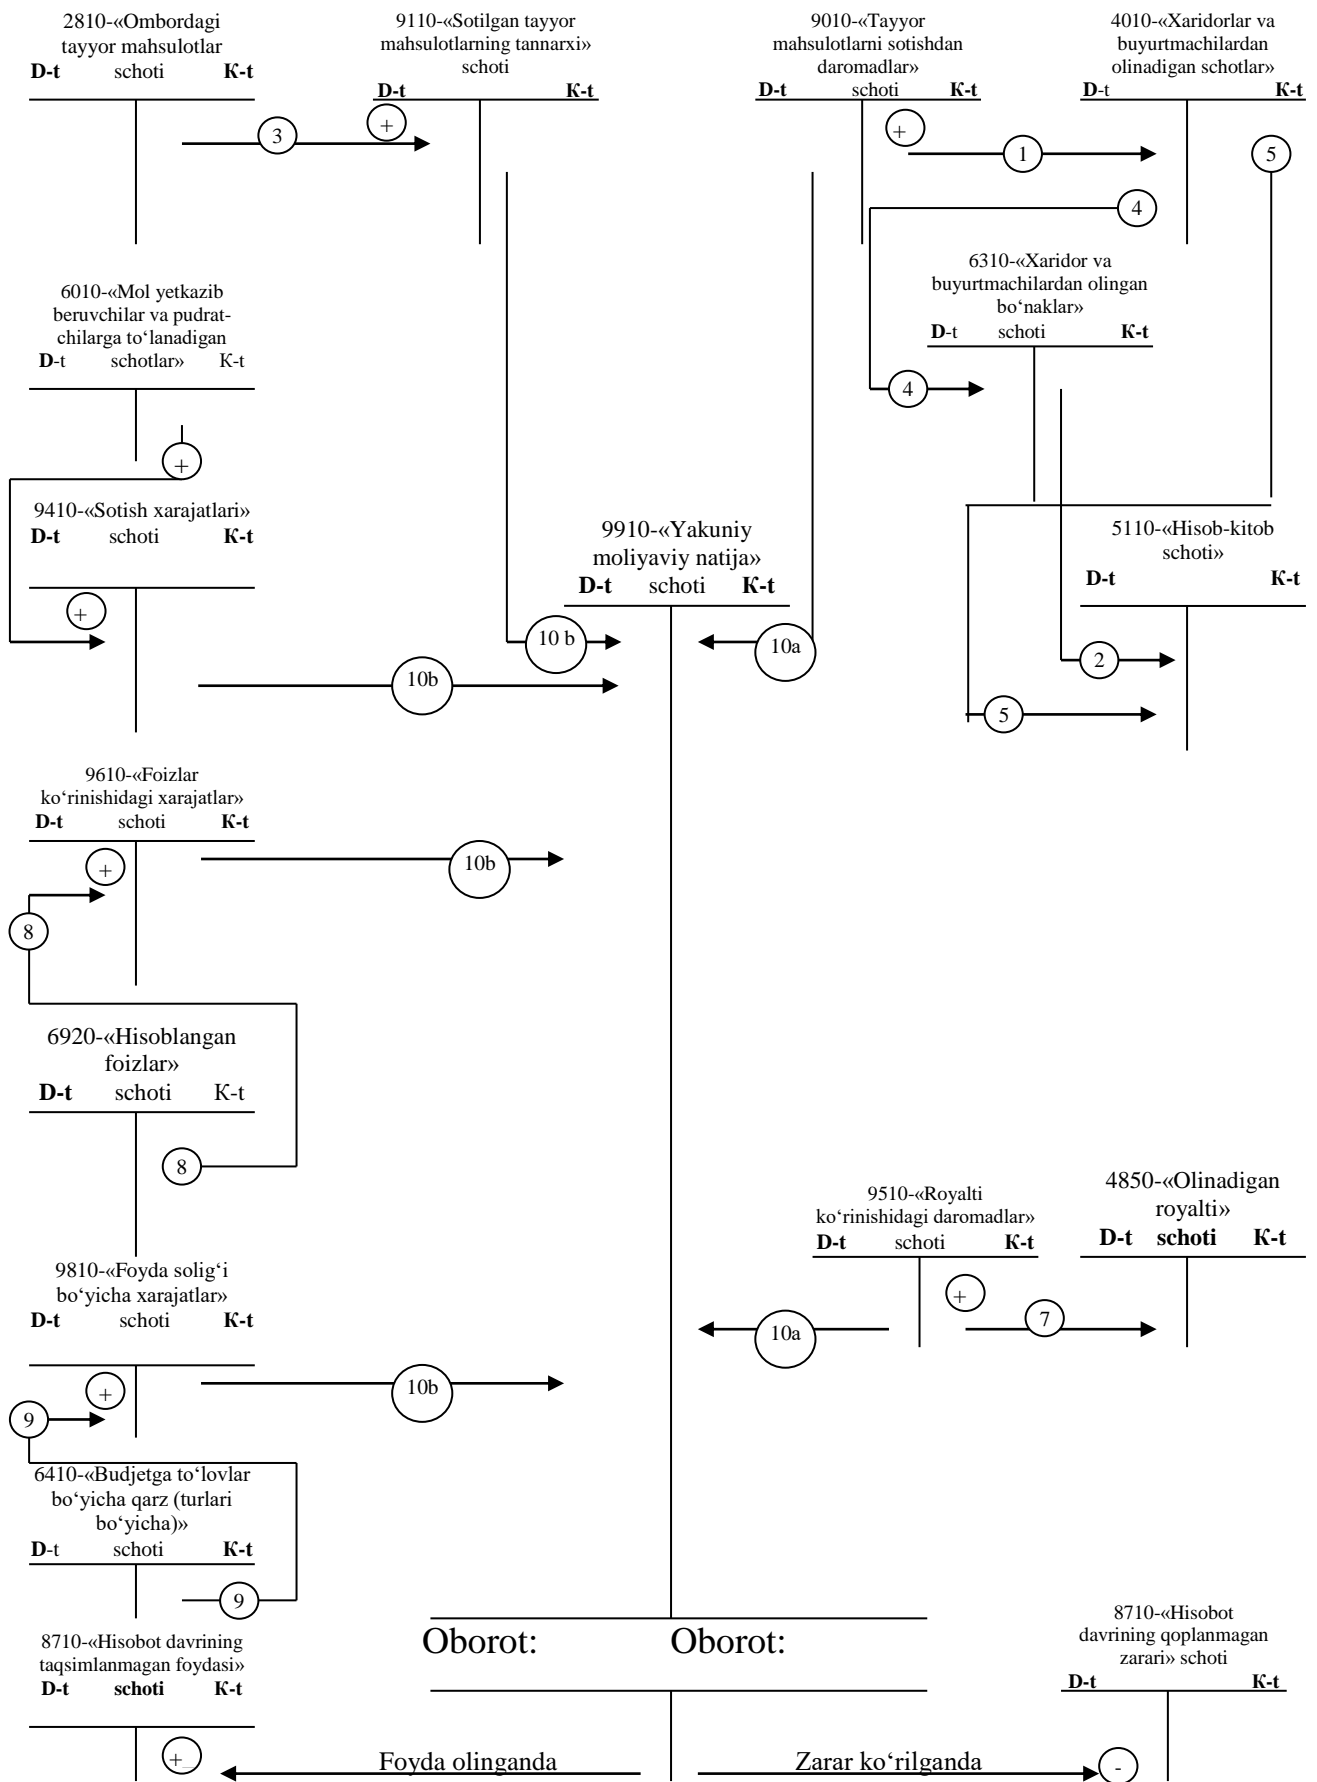 2810-«Ombordagi
tayyor mahsulotlar
D-t schoti K-t
9110-«Sotilgan tayyor
mahsulotlarning tannarxi»
schoti
D-t K-t
9010-«Tayyor
mahsulotlarni sotishdan
daromadlar»
D-t schoti K-t
4010-«Xaridorlar va
buyurtmachilardan
olinadigan schotlar»
D-t K-t
3
+
+
1
5
4
6010-«Mol yetkazib
beruvchilar va pudrat-
chilarga to‘lanadigan
D-t schotlar» K-t
6310-«Xaridor va
buyurtmachilardan olingan
bo‘naklar»
D-t schoti K-t
4
+
9410-«Sotish xarajatlari»
D-t schoti K-t
9910-«Yakuniy
moliyaviy natija»
D-t schoti K-t
5110-«Hisob-kitob
schoti»
D-t K-t
+
10 b
10a
2
10b
5
9610-«Foizlar
ko‘rinishidagi xarajatlar»
D-t schoti K-t
+
10b
8
6920-«Hisoblangan
foizlar»
D-t schoti K-t
8
9510-«Royalti
ko‘rinishidagi daromadlar»
D-t schoti K-t
4850-«Olinadigan
royalti»
D-t schoti K-t
9810-«Foyda solig‘i
bo‘yicha xarajatlar»
D-t schoti K-t
+
7
10a
+
10b
9
6410-«Budjetga to‘lovlar
bo‘yicha qarz (turlari
bo‘yicha)»
D-t schoti K-t
9
8710-«Hisobot davrining
taqsimlanmagan foydasi»
D-t schoti K-t
Oborot: Oborot:
8710-«Hisobot
davrining qoplanmagan
zarari» schoti
D-t K-t
+
Foyda olinganda
Zarar ko‘rilganda
-